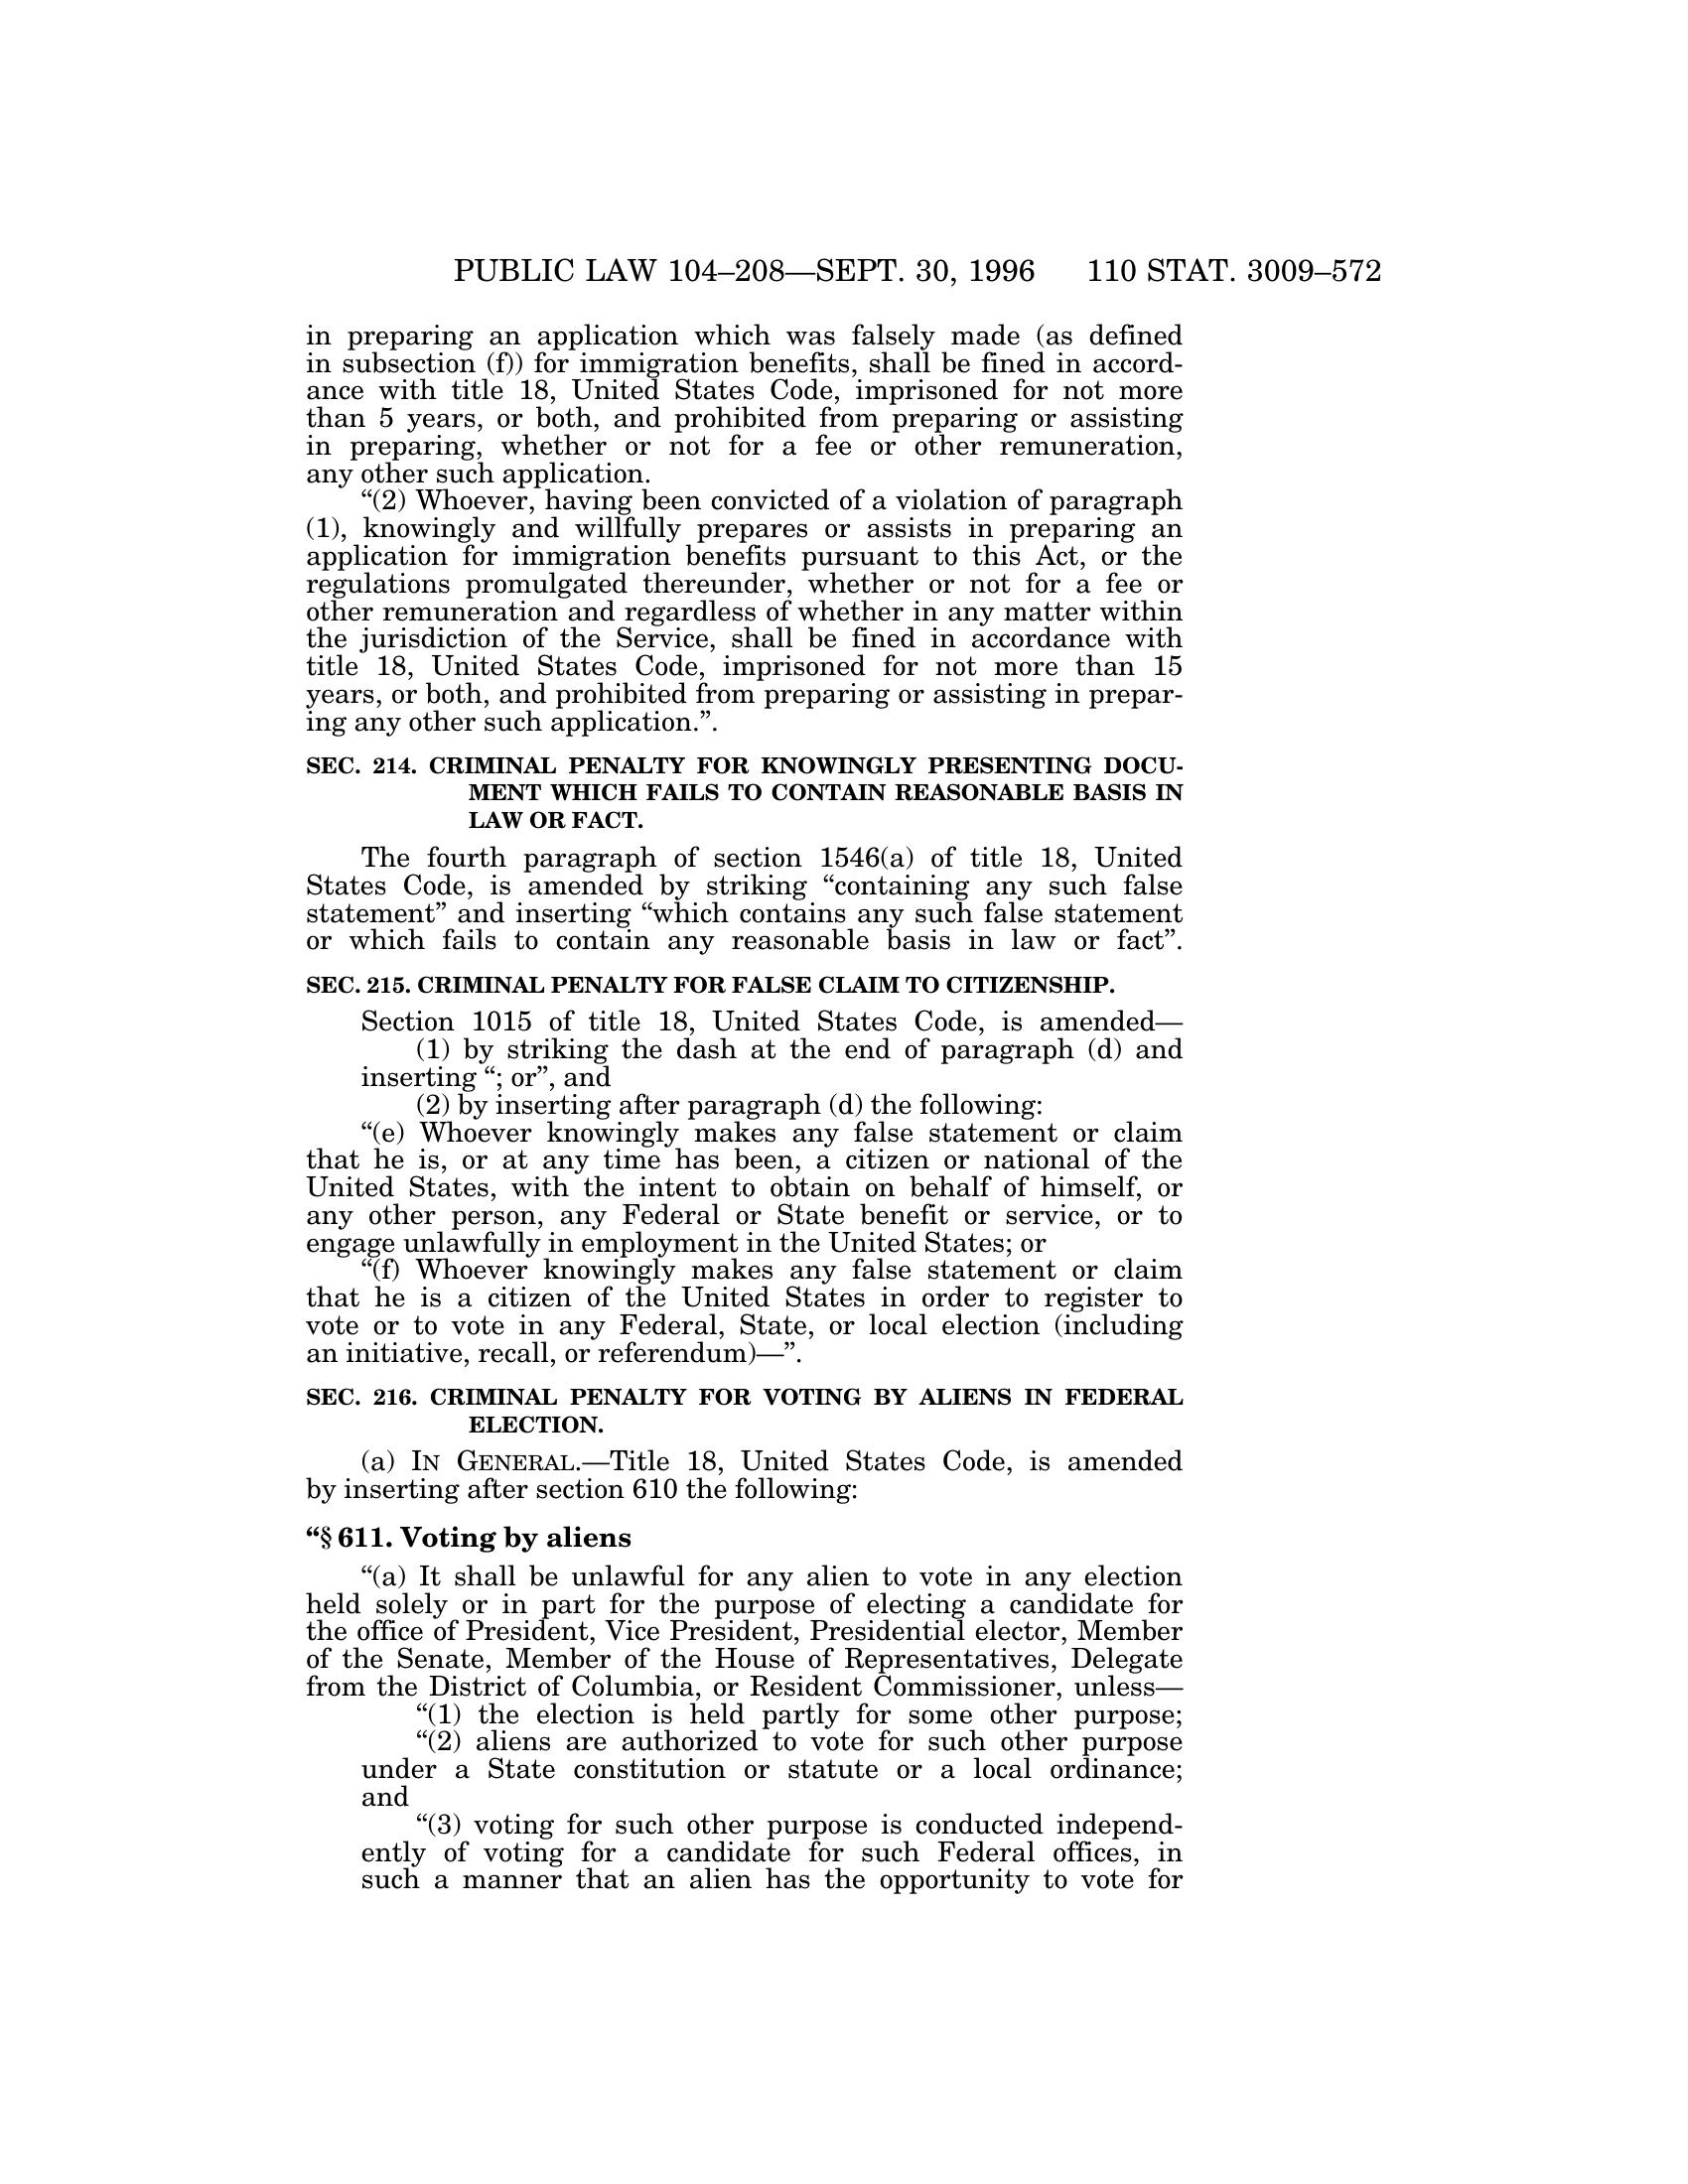 PUBLIC LAW 104–208—SEPT. 30, 1996 110 STAT. 3009–572
in preparing an application which was falsely made (as defined
in subsection (f)) for immigration benefits, shall be fined in accord-
ance with title 18, United States Code, imprisoned for not more
than 5 years, or both, and prohibited from preparing or assisting
in preparing, whether or not for a fee or other remuneration,
any other such application.
“(2) Whoever, having been convicted of a violation of paragraph
(1), knowingly and willfully prepares or assists in preparing an
application for immigration benefits pursuant to this Act, or the
regulations promulgated thereunder, whether or not for a fee or
other remuneration and regardless of whether in any matter within
the jurisdiction of the Service, shall be fined in accordance with
title 18, United States Code, imprisoned for not more than 15
years, or both, and prohibited from preparing or assisting in prepar-
ing any other such application.”.
SEC. 214. CRIMINAL PENALTY FOR KNOWINGLY PRESENTING DOCU-
MENT WHICH FAILS TO CONTAIN REASONABLE BASIS IN
LAW OR FACT.
The fourth paragraph of section 1546(a) of title 18, United
States Code, is amended by striking “containing any such false
statement” and inserting “which contains any such false statement
or which fails to contain any reasonable basis in law or fact”.
SEC. 215. CRIMINAL PENALTY FOR FALSE CLAIM TO CITIZENSHIP.
Section 1015 of title 18, United States Code, is amended—
(1) by striking the dash at the end of paragraph (d) and
inserting “; or”, and
(2) by inserting after paragraph (d) the following:
“(e) Whoever knowingly makes any false statement or claim
that he is, or at any time has been, a citizen or national of the
United States, with the intent to obtain on behalf of himself, or
any other person, any Federal or State benefit or service, or to
engage unlawfully in employment in the United States; or
“(f) Whoever knowingly makes any false statement or claim
that he is a citizen of the United States in order to register to
vote or to vote in any Federal, State, or local election (including
an initiative, recall, or referendum)—”.
SEC. 216. CRIMINAL PENALTY FOR VOTING BY ALIENS IN FEDERAL
ELECTION.
(a) IN GENERAL.—Title 18, United States Code, is amended
by inserting after section 610 the following:
“§ 611. Voting by aliens
“(a) It shall be unlawful for any alien to vote in any election
held solely or in part for the purpose of electing a candidate for
the office of President, Vice President, Presidential elector, Member
of the Senate, Member of the House of Representatives, Delegate
from the District of Columbia, or Resident Commissioner, unless—
“(1) the election is held partly for some other purpose;
“(2) aliens are authorized to vote for such other purpose
under a State constitution or statute or a local ordinance;
and
“(3) voting for such other purpose is conducted independ-
ently of voting for a candidate for such Federal offices, in
such a manner that an alien has the opportunity to vote for